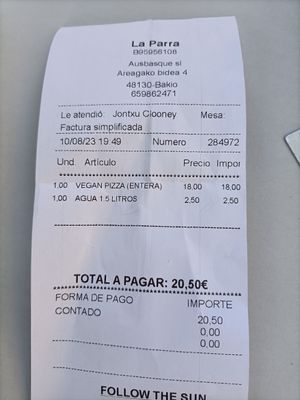 La Parra
B95956108
Ausbasque sl
Areagako bidea 4
48130-Bakio
659862471
Le atendió: Jontxu Clooney Mesa:
Factura simplificada
10/08/23 19:49 Numero 284972
Und. Artículo Precio Impor
1,00 VEGAN PIZZA (ENTERA) 18,00 18,00
1,00 AGUA 1.5 LITROS 2,50 2,50
TOTAL A PAGAR: 20,50€
FORMA DE PAGO IMPORTE
CONTADO 20,50
0,00
0,00
FOLLOW THE SUN